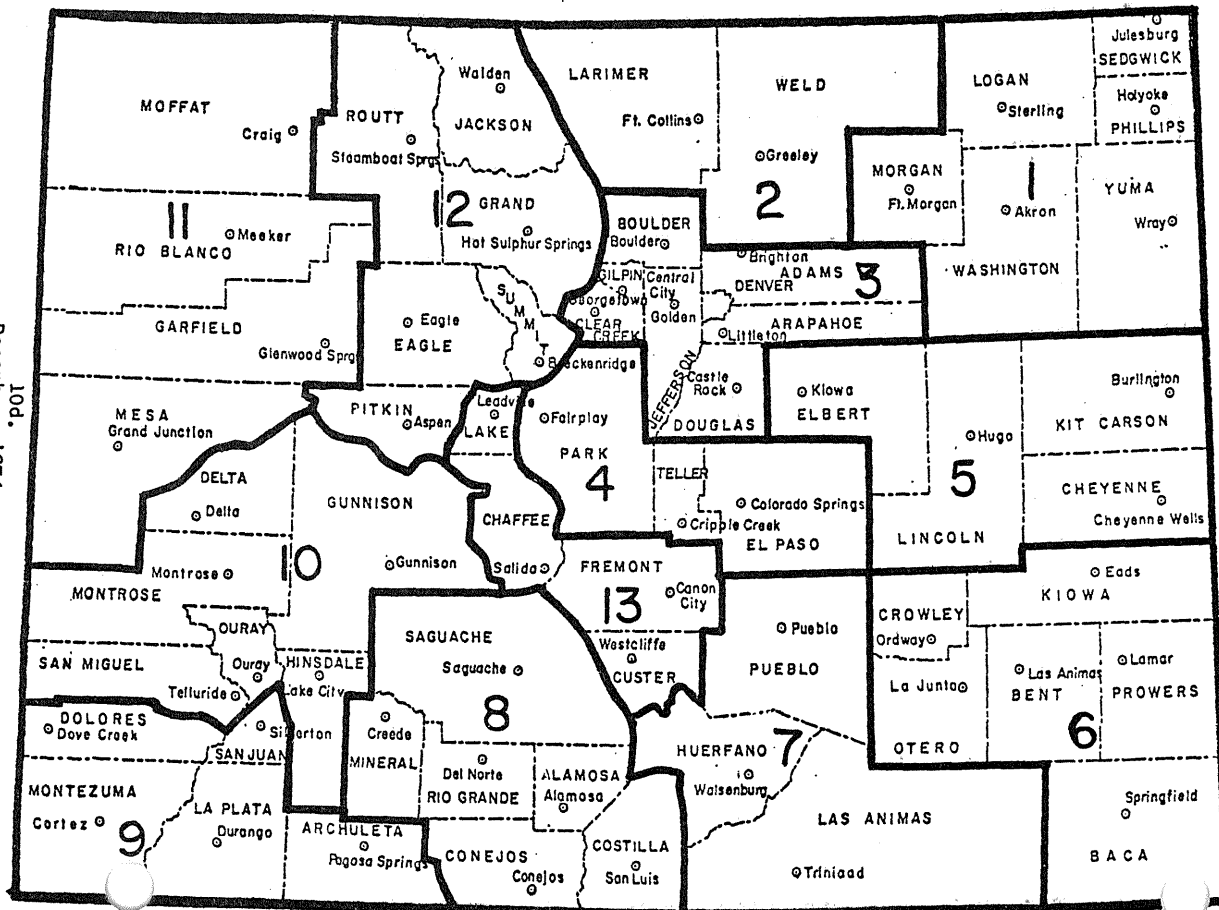 MOFFAT
Craig
ROUTT
Steamboat Sprgs
Walden
JACKSON
LARIMER
Ft. Collins
WELD
Greeley
2
LOGAN
Sterling
Julesburg
SEDGWICK
Holyoke
PHILLIPS
MORGAN
Ft. Morgan
1
Akron
WASHINGTON
YUMA
Wray
11
Meeker
RIO BLANCO
12
GRAND
Hot Sulphur Springs
BOULDER
Boulder
GILPIN
Central
City
Georgetown
CLEAR
CREEK
Golden
Brighton
ADAMS
3
DENVER
ARAPAHOE
Littleton
GARFIELD
Glenwood Sprg
Eagle
EAGLE
SUMMIT
Breckenridge
JEFFERSON
Castle
Rock
DOUGLAS
Kiowa
ELBERT
Burlington
KIT CARSON
Hugo
5
LINCOLN
CHEYENNE
Cheyenne Wells
MESA
Grand Junction
PITKIN
Aspen
Leadville
LAKE
Fairplay
PARK
4
TELLER
Cripple Creek
Colorado Springs
EL PASO
DELTA
Delta
GUNNISON
Gunnison
10
CHAFFEE
Salida
Montrose
MONTROSE
OURAY
Ouray
FREMONT
13
Canon
City
Westcliffe
CUSTER
Pueblo
PUEBLO
CROWLEY
Ordway
Eads
KIOWA
La Junta
OTERO
Las Animas
BENT
Lamar
PROWERS
6
SAN MIGUEL
Telluride
HINSDALE
Lake City
SAGUACHE
Saguache
8
DOLORES
Dove Creek
Silverton
SAN JUAN
Creede
MINERAL
Del Norte
RIO GRANDE
ALAMOSA
Alamosa
HUERFANO
7
Walsenburg
MONTEZUMA
Cortez
9
LA PLATA
Durango
ARCHULETA
Pagosa Springs
CONEJOS
Conejos
COSTILLA
San Luis
LAS ANIMAS
Trinidad
Springfield
BACA